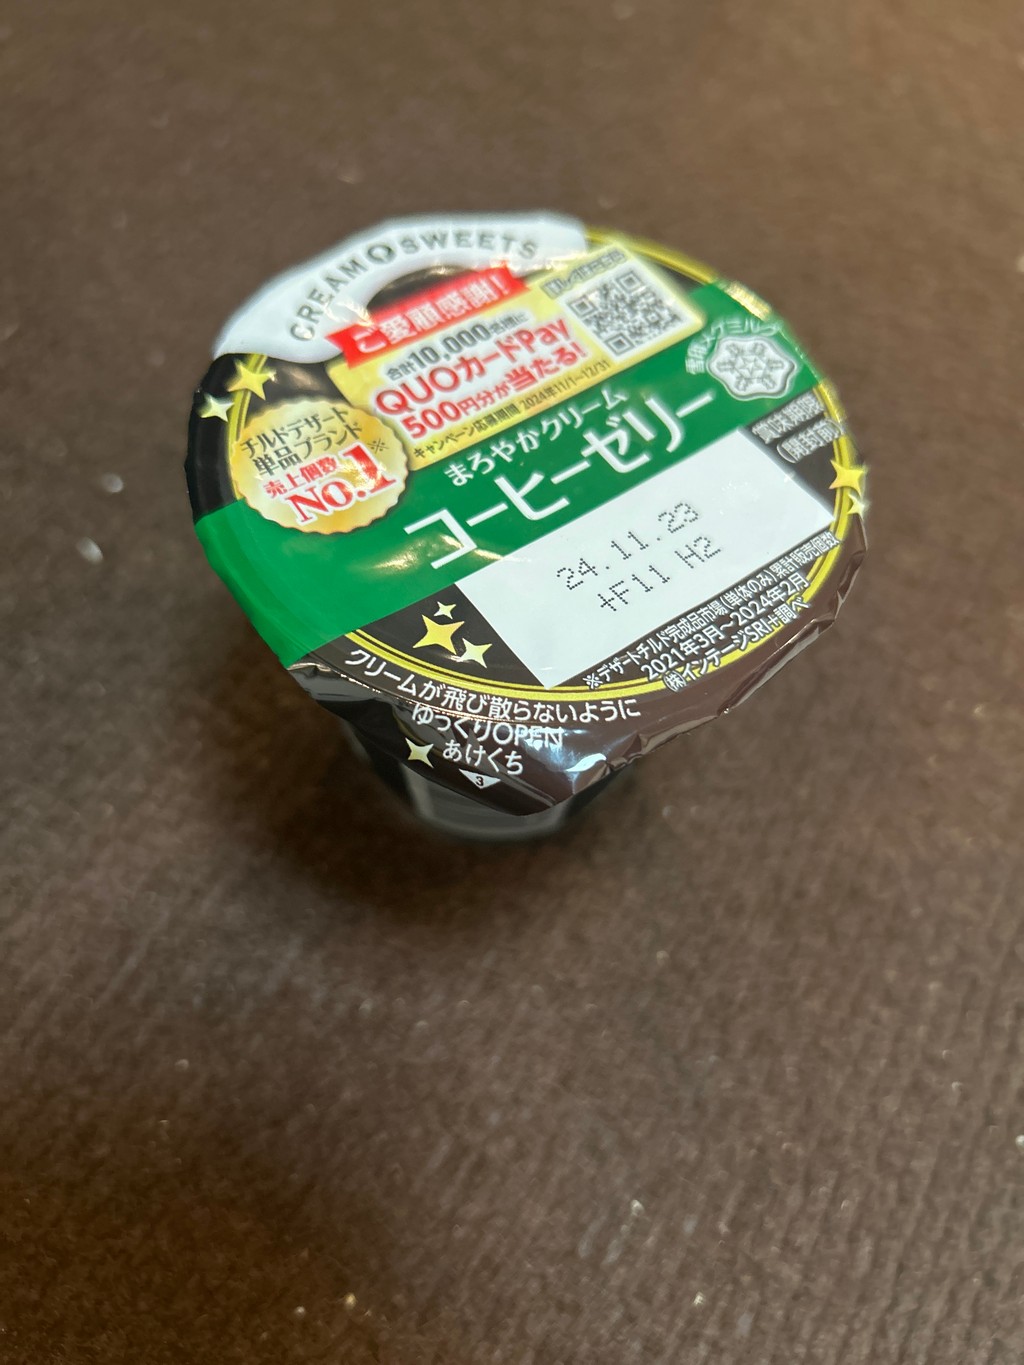 CREAM SWEETS
ご愛顧感謝!
合計10,000名様に
QUOカードPay
500円分が当たる!
キャンペーン応募期間 2024年11/1~12/31
詳しくはこちら
雪印メグミルク
チルドデザート
単品ブランド
売上個数※
NO.1
まろやかクリーム
コーヒーゼリー
賞味期限
(開封前)
24.11.23
+F11 H2
※デザートチルド完成品市場(単体のみ)累計販売個数
2021年3月~2024年2月
(株)インテージSRI+調べ
クリームが飛び散らないように
ゆっくりOPEN
あけくち
3